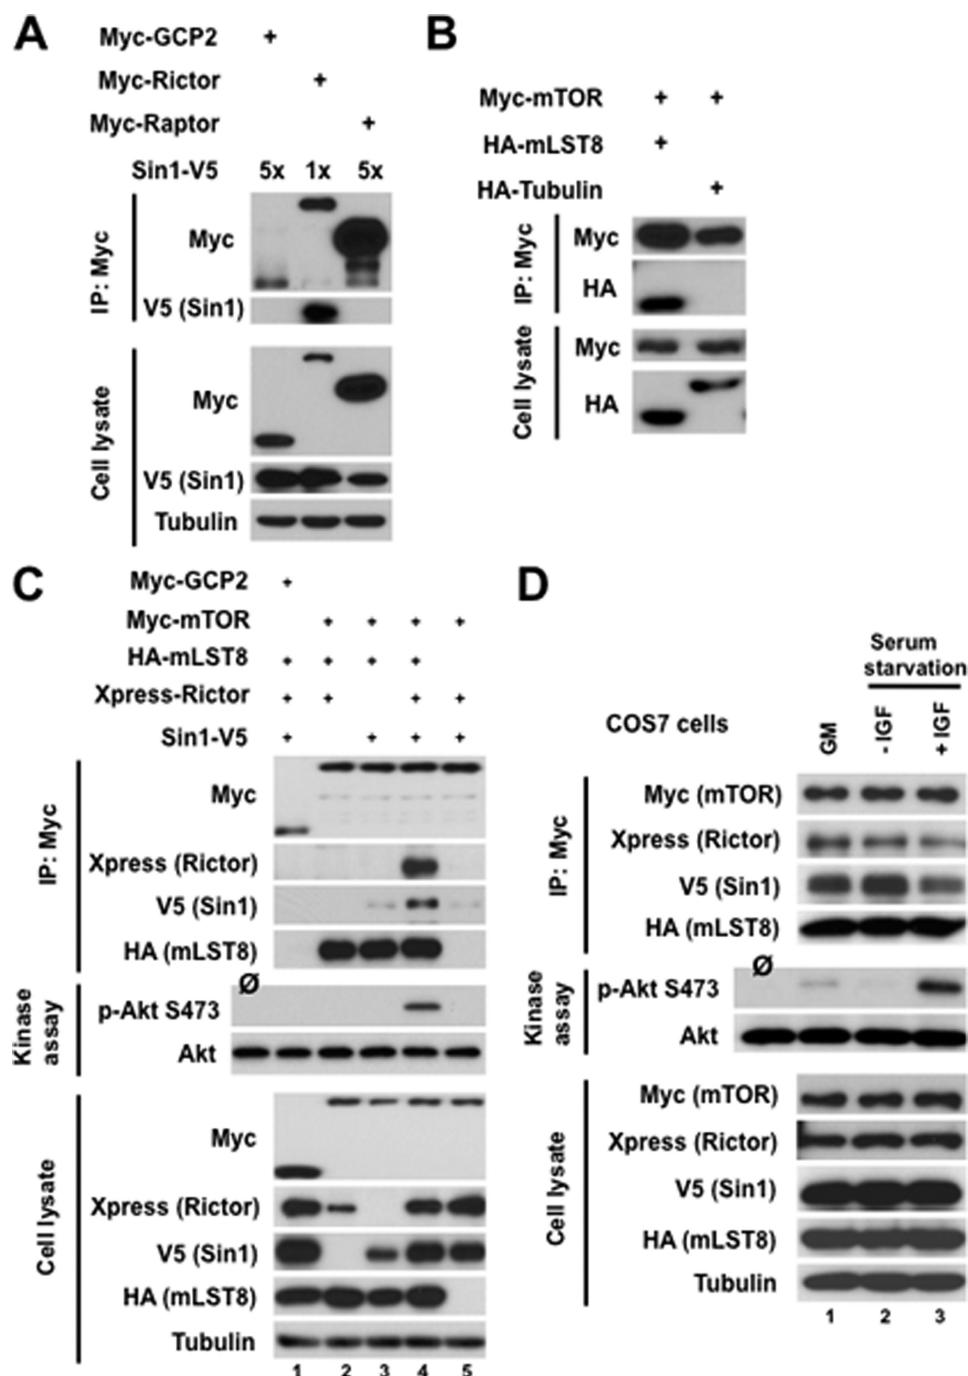 A
Myc-GCP2 +
Myc-Rictor +
Myc-Raptor +
Sin1-V5 5x 1x 5x
IP: Myc
Myc
V5 (Sin1)
Cell lysate
Myc
V5 (Sin1)
Tubulin
B
Myc-mTOR + +
HA-mLST8 +
HA-Tubulin +
IP: Myc
Myc
HA
Cell lysate
Myc
HA
C
Myc-GCP2 +
Myc-mTOR + + + +
HA-mLST8 + + + +
Xpress-Rictor + + + +
Sin1-V5 + + + +
IP: Myc
Myc
Xpress (Rictor)
V5 (Sin1)
HA (mLST8)
Kinase
assay
Ø
p-Akt S473
Akt
Cell lysate
Myc
Xpress (Rictor)
V5 (Sin1)
HA (mLST8)
Tubulin
1 2 3 4 5
D
Serum
starvation
COS7 cells GM - IGF + IGF
IP: Myc
Myc (mTOR)
Xpress (Rictor)
V5 (Sin1)
HA (mLST8)
Kinase
assay
Ø
p-Akt S473
Akt
Cell lysate
Myc (mTOR)
Xpress (Rictor)
V5 (Sin1)
HA (mLST8)
Tubulin
1 2 3